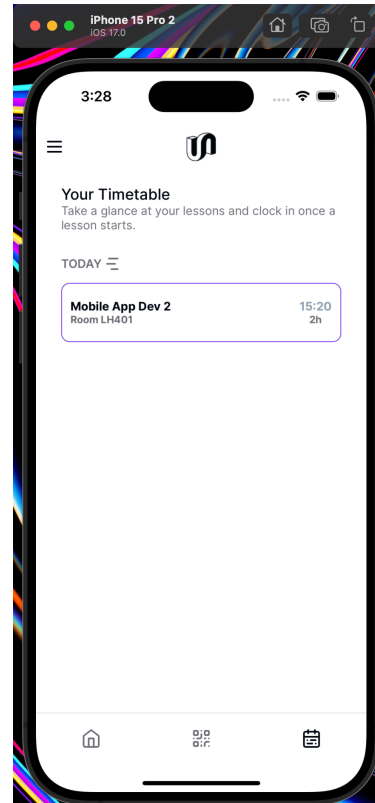 iPhone 15 Pro 2
iOS 17.0
3:28
Your Timetable
Take a glance at your lessons and clock in once a
lesson starts.
TODAY
Mobile App Dev 2
15:20
Room LH401
2h